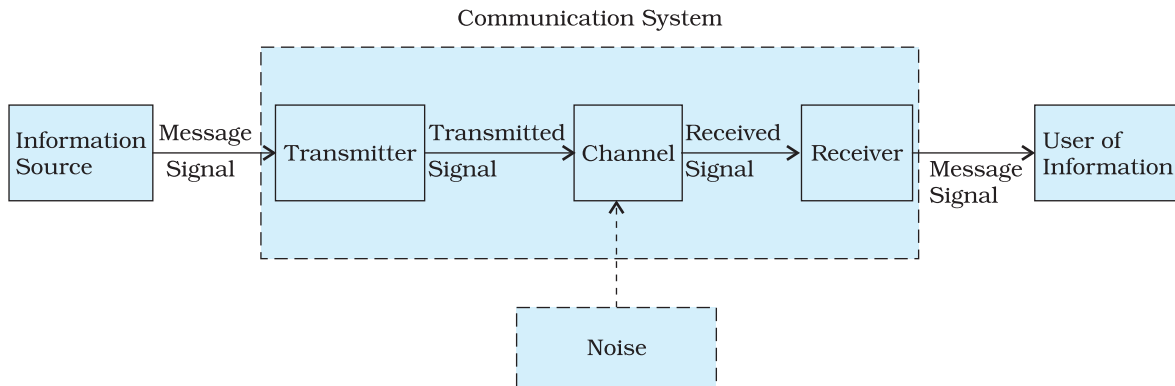 Communication System
Information
Source
Message
Signal
Transmitter
Transmitted
Signal
Channel
Received
Signal
Receiver
Message
Signal
User of
Information
Noise